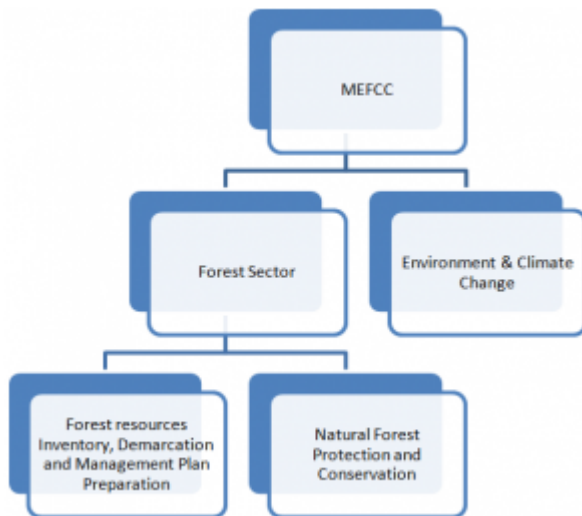 MEFCC
Forest Sector
Environment & Climate
Change
Forest resources
Inventory, Demarcation
and Management Plan
Preparation
Natural Forest
Protection and
Conservation